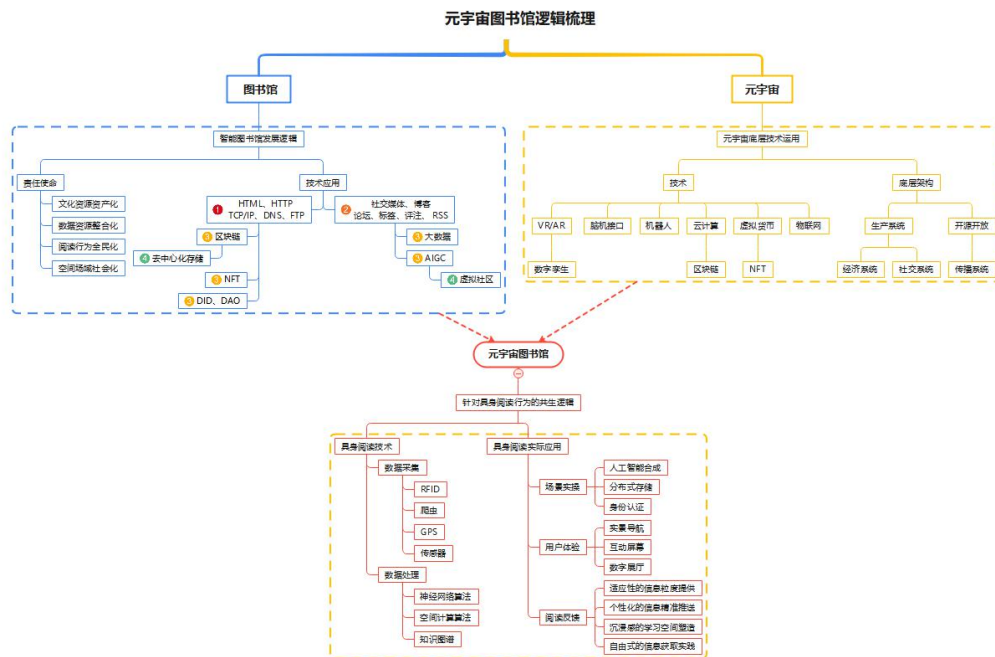 元宇宙图书馆逻辑梳理
图书馆
元宇宙
智能图书馆发展逻辑
责任使命
文化资源资产化
数据资源整合化
阅读行为全民化
空间场域社会化
技术应用
1 HTML、HTTP
TCP/IP、DNS、FTP
3 区块链
4 去中心化存储
3 NFT
3 DID、DAO
2 社交媒体、博客
论坛、标签、评注、RSS
3 大数据
3 AIGC
4 虚拟社区
元宇宙底层技术运用
技术
VR/AR
脑机接口
机器人
云计算
虚拟货币
物联网
数字孪生
区块链
NFT
底层架构
生产系统
开源开放
经济系统
社交系统
传播系统
元宇宙图书馆
针对具身阅读行为的共生逻辑
具身阅读技术
数据采集
RFID
爬虫
GPS
传感器
数据处理
神经网络算法
空间计算算法
知识图谱
具身阅读实际应用
场景实操
人工智能合成
分布式存储
身份认证
用户体验
实景导航
互动屏幕
数字展厅
阅读反馈
适应性的信息粒度提供
个性化的信息精准推送
沉浸感的学习空间塑造
自由式的信息获取实践